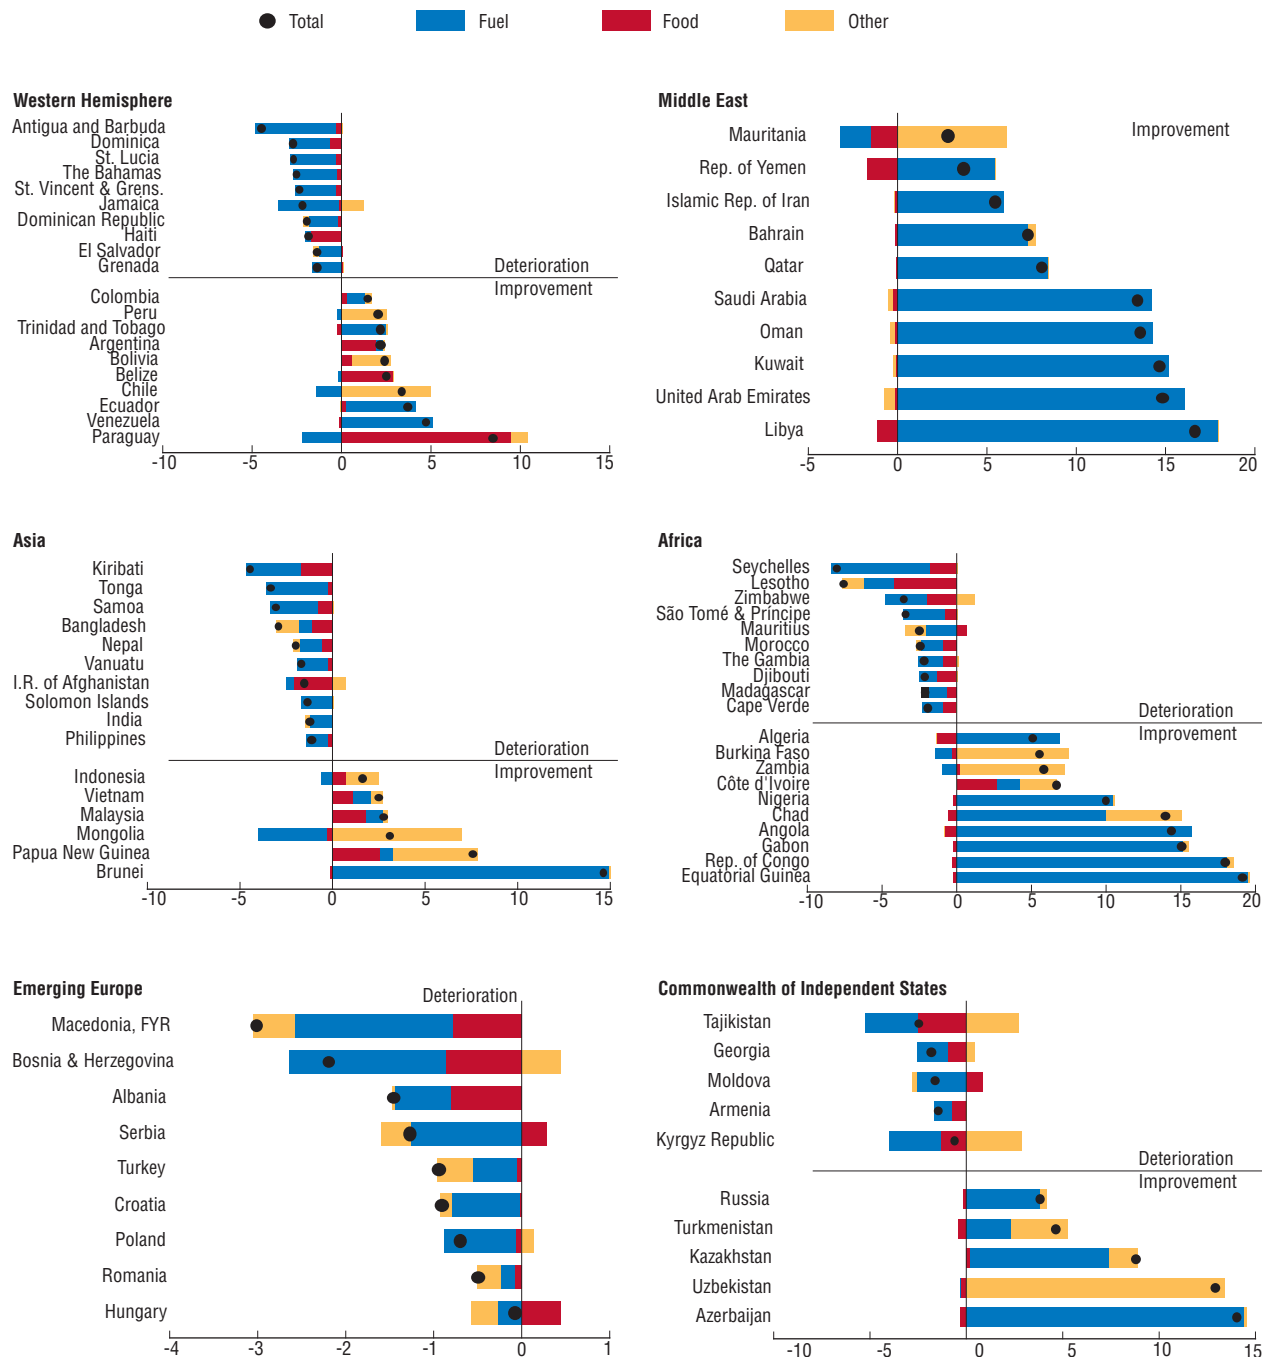 Total Fuel Food Other
Western Hemisphere
Antigua and Barbuda
Dominica
St. Lucia
The Bahamas
St. Vincent & Grens.
Jamaica
Dominican Republic
Haiti
El Salvador
Grenada
Deterioration
Improvement
Colombia
Peru
Trinidad and Tobago
Argentina
Bolivia
Belize
Chile
Ecuador
Venezuela
Paraguay
-10 -5 0 5 10 15
Middle East
Improvement
Mauritania
Rep. of Yemen
Islamic Rep. of Iran
Bahrain
Qatar
Saudi Arabia
Oman
Kuwait
United Arab Emirates
Libya
-5 0 5 10 15 20
Asia
Kiribati
Tonga
Samoa
Bangladesh
Nepal
Vanuatu
I.R. of Afghanistan
Solomon Islands
India
Philippines
Deterioration
Improvement
Indonesia
Vietnam
Malaysia
Mongolia
Papua New Guinea
Brunei
-10 -5 0 5 10 15
Africa
Seychelles
Lesotho
Zimbabwe
São Tomé & Príncipe
Mauritius
Morocco
The Gambia
Djibouti
Madagascar
Cape Verde
Deterioration
Improvement
Algeria
Burkina Faso
Zambia
Côte d'Ivoire
Nigeria
Chad
Angola
Gabon
Rep. of Congo
Equatorial Guinea
-10 -5 0 5 10 15 20
Emerging Europe
Deterioration
Macedonia, FYR
Bosnia & Herzegovina
Albania
Serbia
Turkey
Croatia
Poland
Romania
Hungary
-4 -3 -2 -1 0 1
Commonwealth of Independent States
Tajikistan
Georgia
Moldova
Armenia
Kyrgyz Republic
Deterioration
Improvement
Russia
Turkmenistan
Kazakhstan
Uzbekistan
Azerbaijan
-10 -5 0 5 10 15